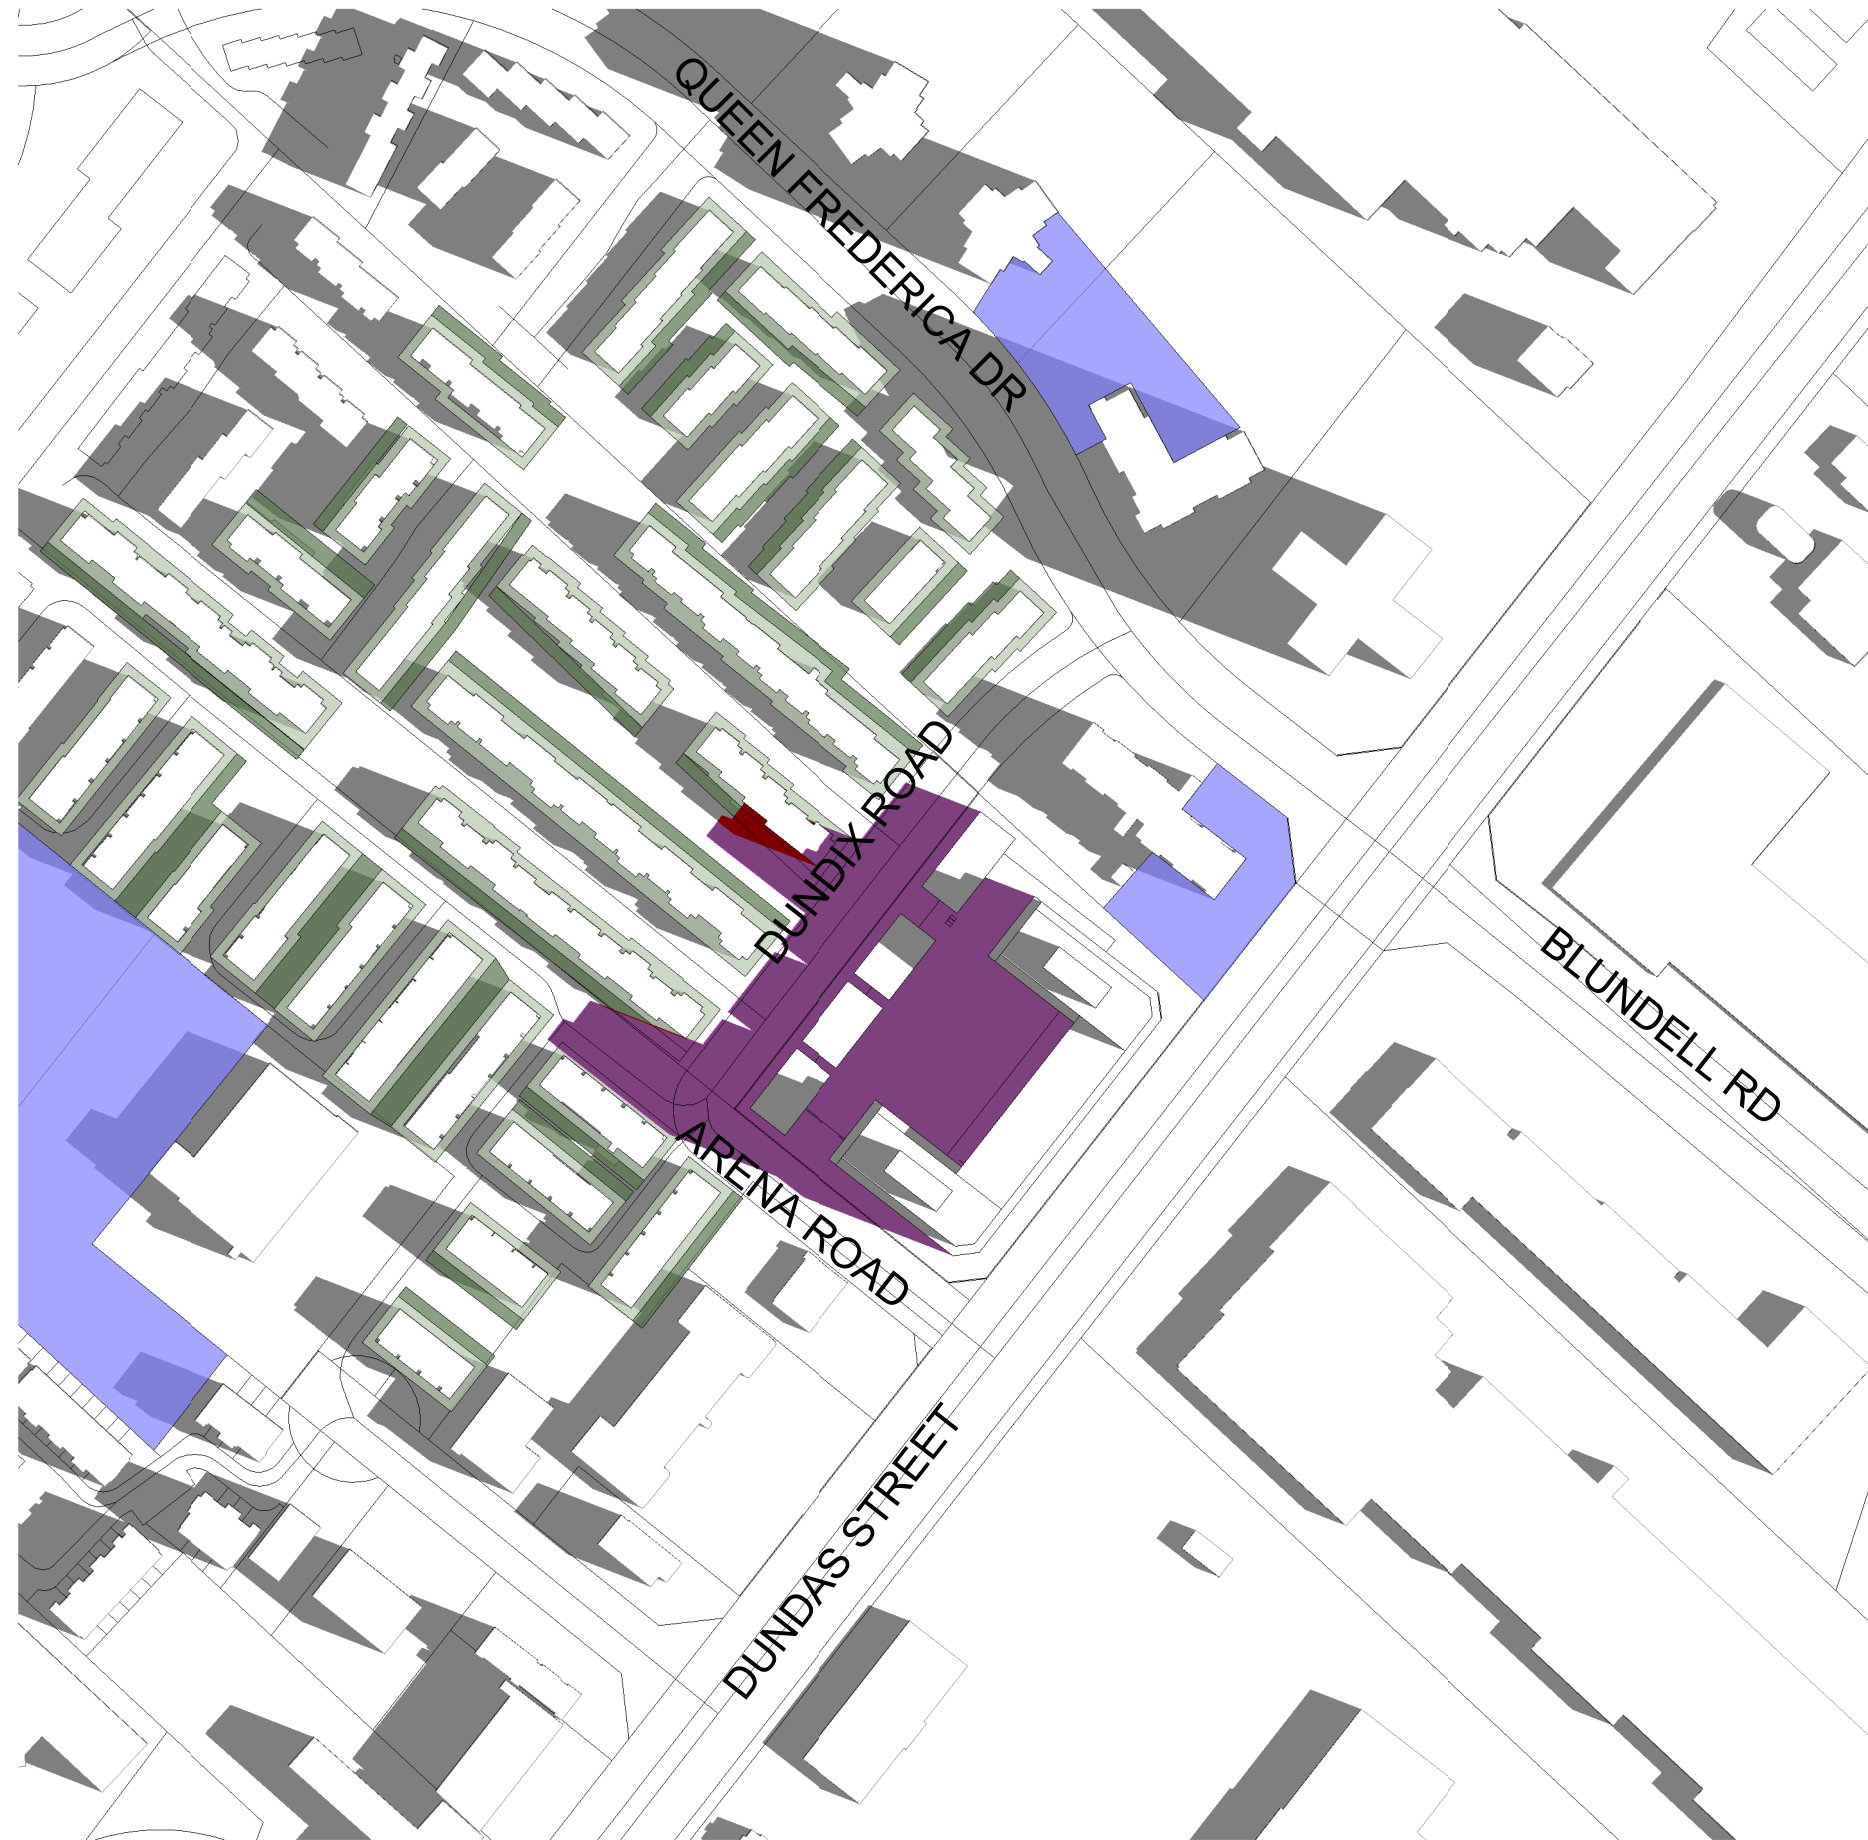 QUEEN FREDERICA DR
DUNDIX ROAD
BLUNDELL RD
ARENA ROAD
DUNDAS STREET